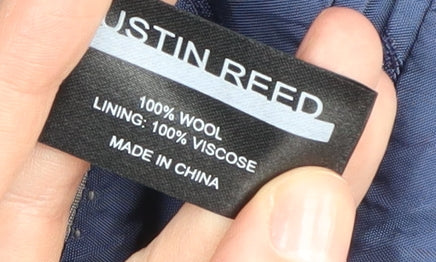 USTIN REED
100% WOOL
LINING: 100% VISCOSE
MADE IN CHINA